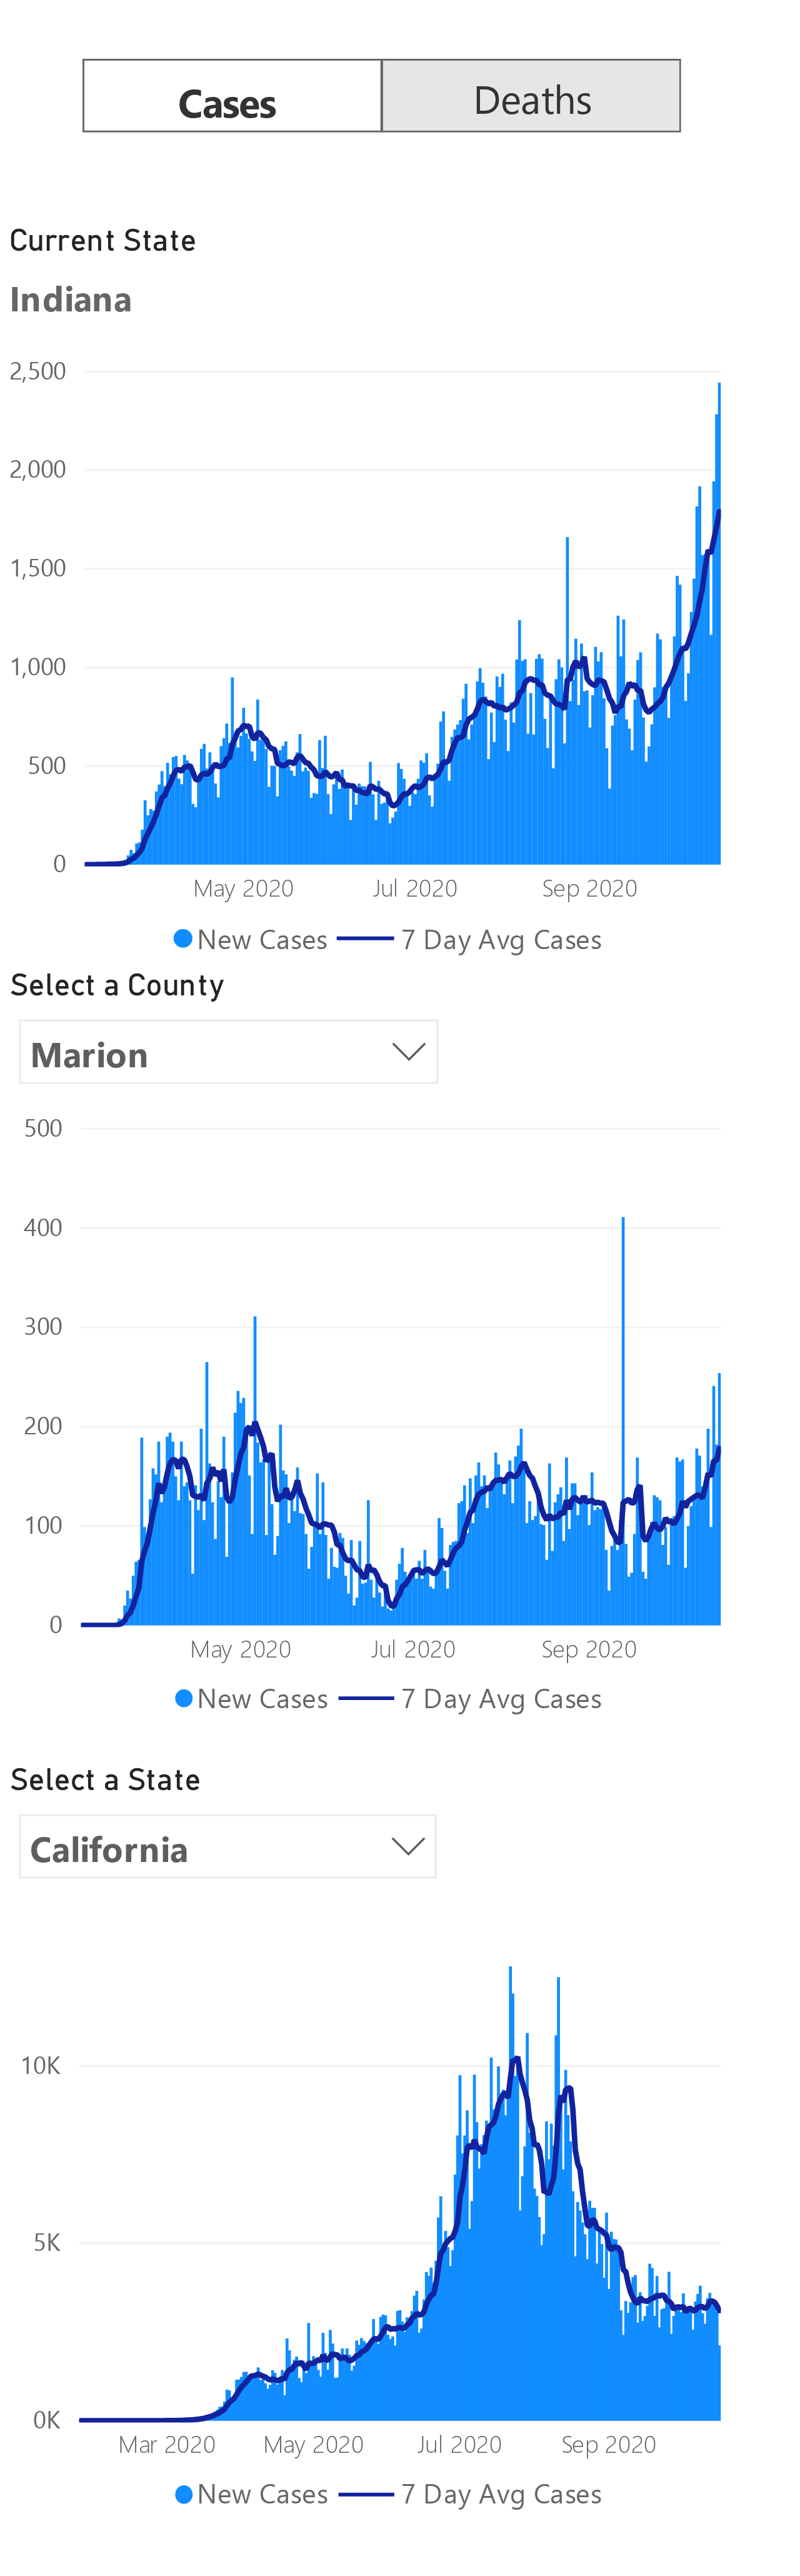 Cases Deaths
Current State
Indiana
2,500
2,000
1,500
1,000
500
0
May 2020 Jul 2020 Sep 2020
New Cases 7 Day Avg Cases
Select a County
Marion
500
400
300
200
100
0
May 2020 Jul 2020 Sep 2020
New Cases 7 Day Avg Cases
Select a State
California
10K
5K
0K
Mar 2020 May 2020 Jul 2020 Sep 2020
New Cases 7 Day Avg Cases